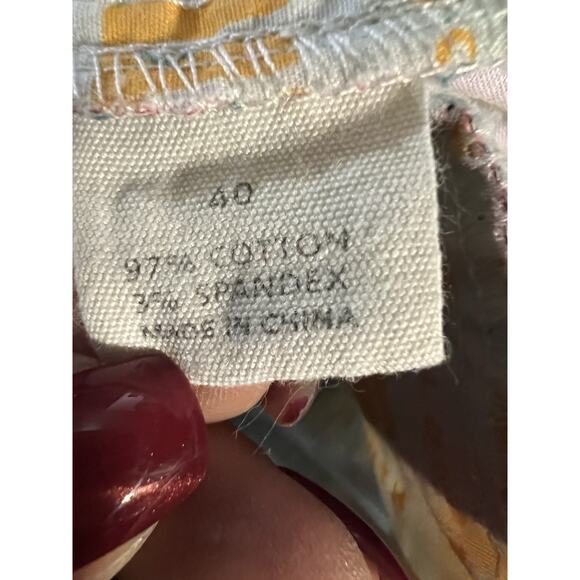 40
97% COTTON
3% SPANDEX
MADE IN CHINA